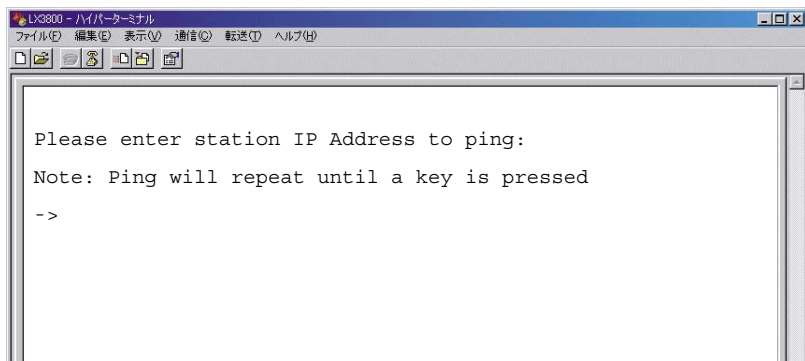 LX3800 - ハイパーターミナル
ファイル(F) 編集(E) 表示(V) 通信(C) 転送(T) ヘルプ(H)
Please enter station IP Address to ping:
Note: Ping will repeat until a key is pressed
->